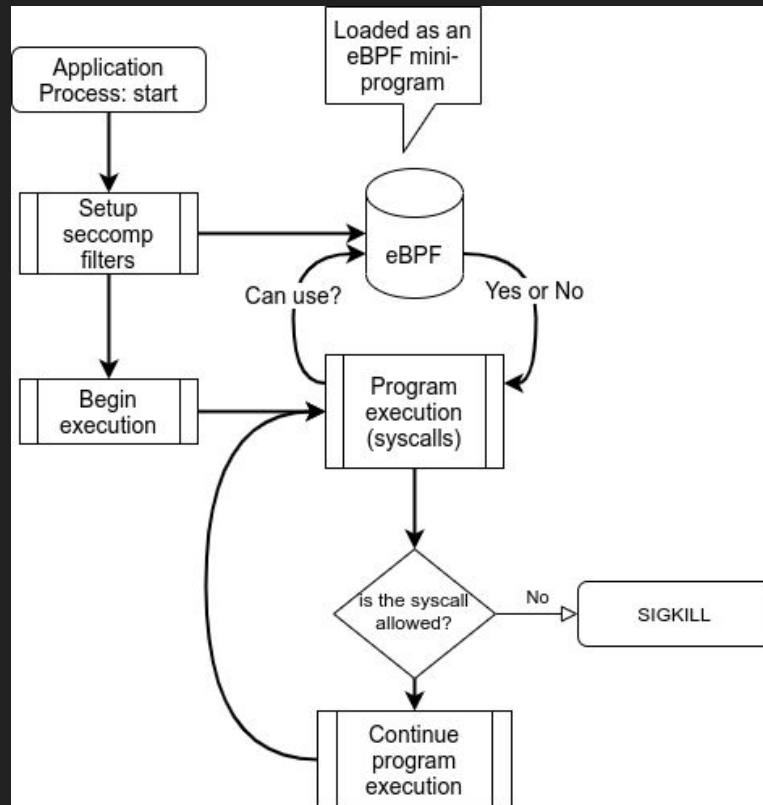 Loaded as an
eBPF mini-
program
Application
Process: start
Setup
seccomp
filters
eBPF
Can use?
Yes or No
Begin
execution
Program
execution
(syscalls)
is the syscall
allowed?
No
SIGKILL
Continue
program
execution